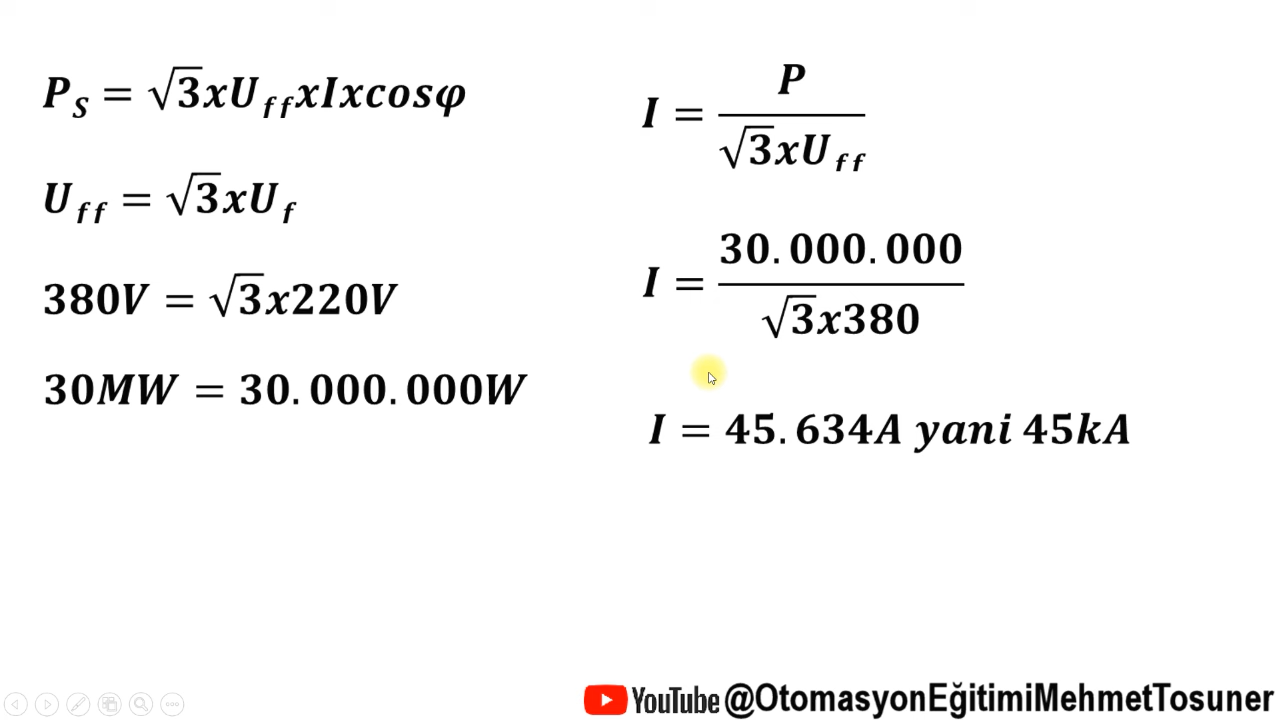 P_S = √3xU_ffxIxcosφ
U_ff = √3xU_f
380V = √3x220V
30MW = 30.000.000W
I = P / √3xU_ff
I = 30.000.000 / √3x380
I = 45.634A yani 45kA
YouTube @OtomasyonEğitimiMehmetTosuner